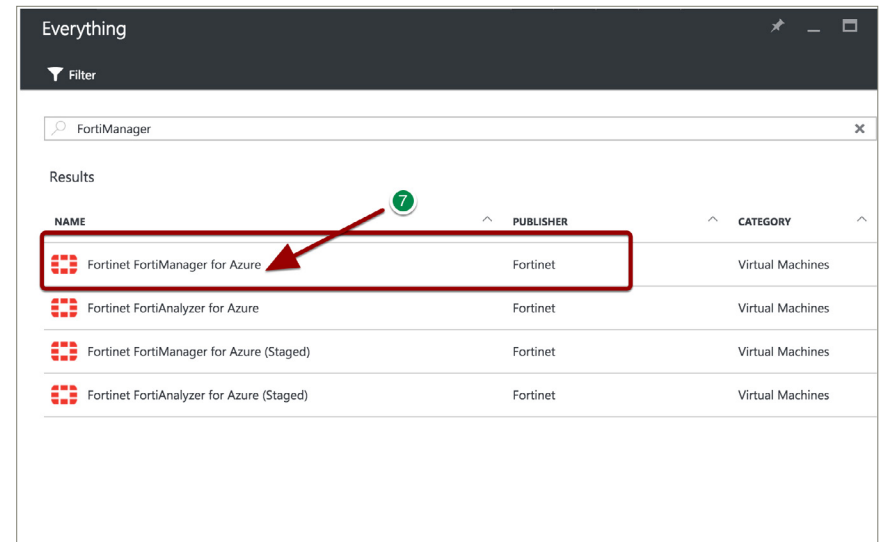 Everything
Filter
FortiManager
Results
7
NAME PUBLISHER CATEGORY
Fortinet FortiManager for Azure Fortinet Virtual Machines
Fortinet FortiAnalyzer for Azure Fortinet Virtual Machines
Fortinet FortiManager for Azure (Staged) Fortinet Virtual Machines
Fortinet FortiAnalyzer for Azure (Staged) Fortinet Virtual Machines